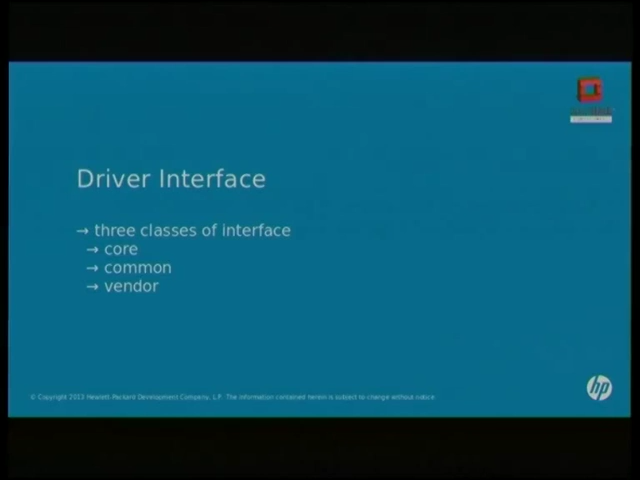 Driver Interface
→ three classes of interface
→ core
→ common
→ vendor
© Copyright 2013 Hewlett-Packard Development Company, L.P. The information contained herein is subject to change without notice.
hp